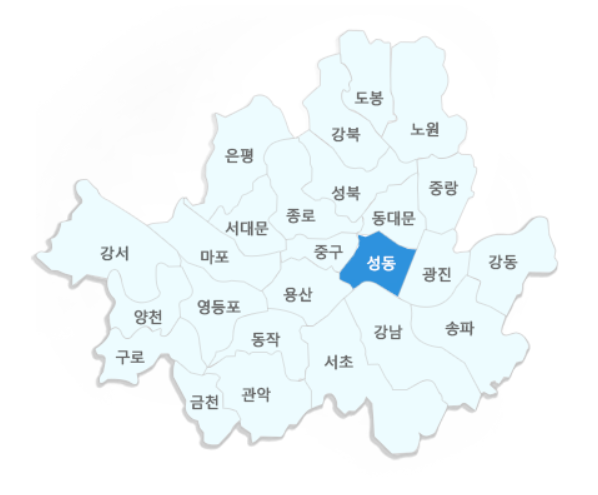 도봉
강북
노원
은평
성북
중랑
서대문
종로
동대문
강서
마포
중구
성동
광진
강동
양천
영등포
용산
구로
동작
서초
강남
송파
금천
관악